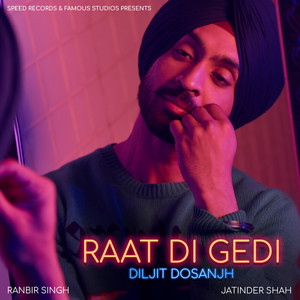 SPEED RECORDS & FAMOUS STUDIOS PRESENTS
RAAT DI GEDI
DILJIT DOSANJH
RANBIR SINGH
JATINDER SHAH